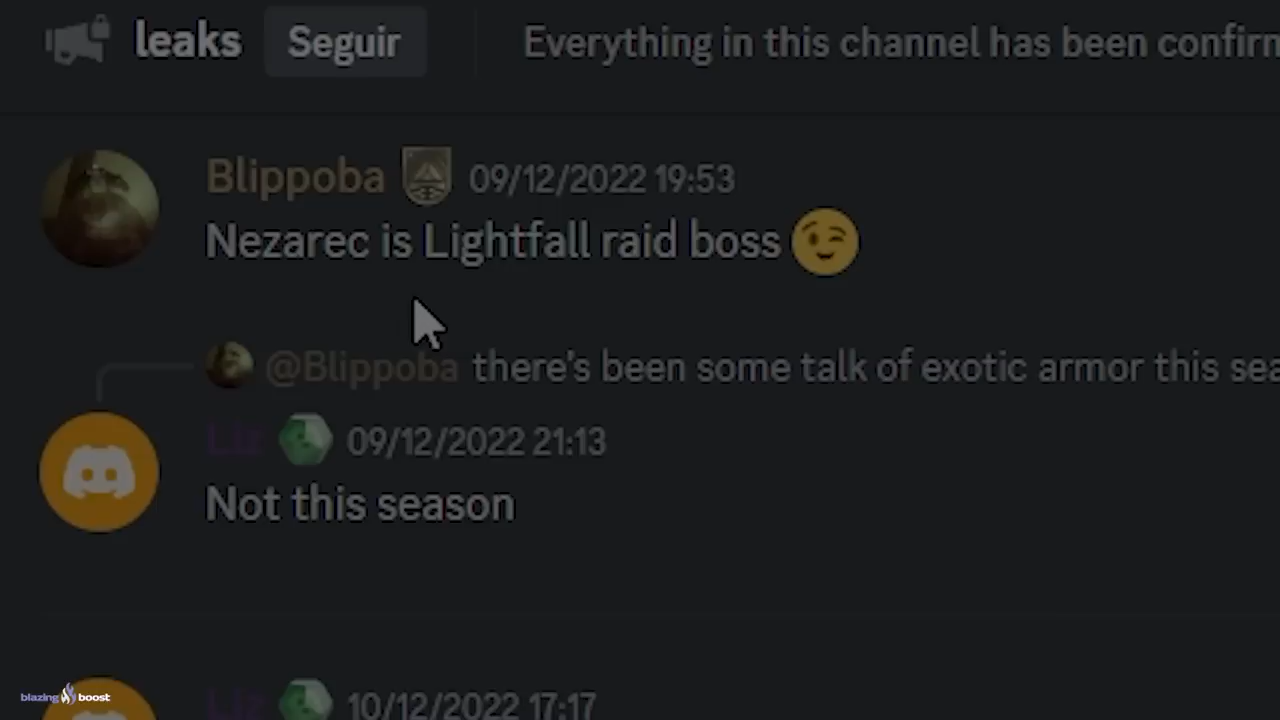 leaks Seguir Everything in this channel has been confirm
Blippoba 09/12/2022 19:53
Nezarec is Lightfall raid boss
@Blippoba there's been some talk of exotic armor this sea
Liz 09/12/2022 21:13
Not this season
Liz 10/12/2022 17:17
blazing boost